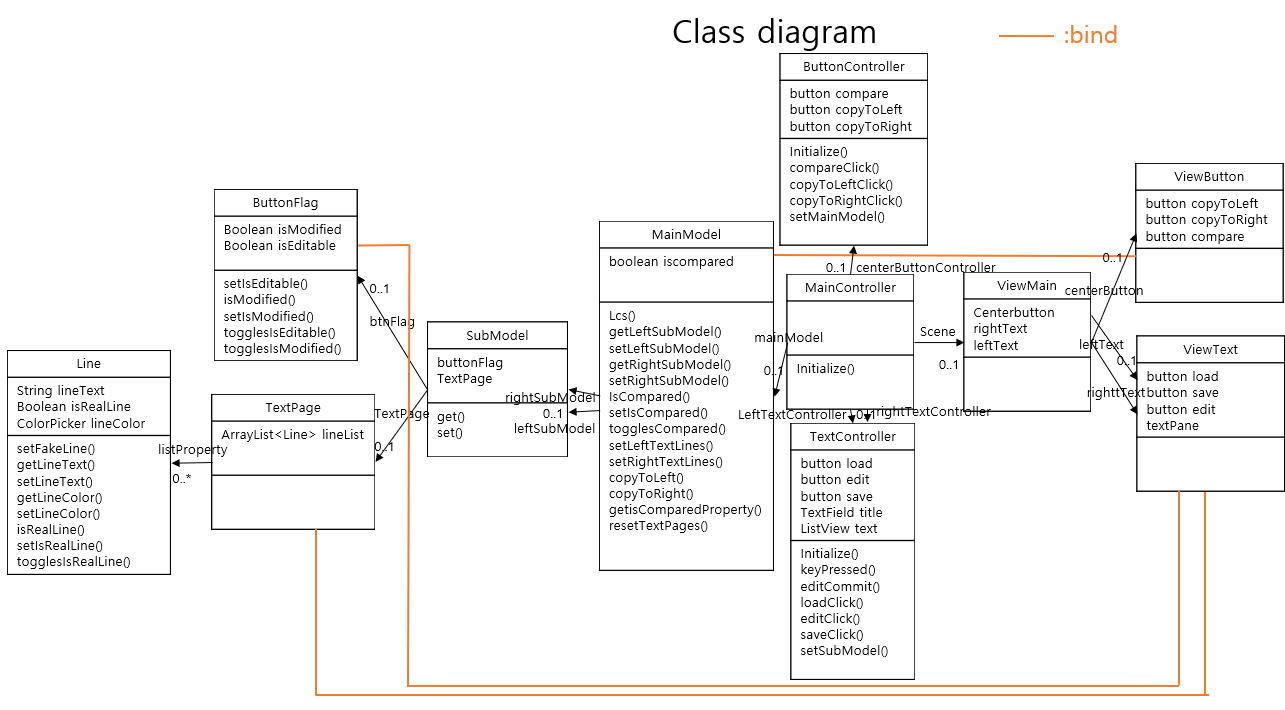 Class diagram
:bind
ButtonController
button compare
button copyToLeft
button copyToRight
Initialize()
compareClick()
copyToLeftClick()
copyToRightClick()
setMainModel()
ViewButton
button copyToLeft
button copyToRight
button compare
ButtonFlag
Boolean isModified
Boolean isEditable
setIsEditable()
isModified()
setIsModified()
togglesIsEditable()
togglesIsModified()
0..1
btnFlag
MainModel
boolean iscompared
Lcs()
getLeftSubModel()
setLeftSubModel()
getRightSubModel()
setRightSubModel()
IsCompared()
setIsCompared()
togglesCompared()
setLeftTextLines()
setRightTextLines()
copyToLeft()
copyToRight()
getisComparedProperty()
resetTextPages()
0..1
centerButtonController
MainController
Initialize()
mainModel
0..1
Scene
0..1
ViewMain
Centerbutton
rightText
leftText
0..1
centerButton
leftText
0..1
rightText
ViewText
button load
button save
button edit
textPane
SubModel
buttonFlag
TextPage
get()
set()
rightSubModel
0..1
leftSubModel
Line
String lineText
Boolean isRealLine
ColorPicker lineColor
setFakeLine()
getLineText()
setLineText()
getLineColor()
setLineColor()
isRealLine()
setIsRealLine()
togglesIsRealLine()
listProperty
0..*
TextPage
ArrayList<Line> lineList
TextPage
0..1
LeftTextController
0..1
rightTextController
TextController
button load
button edit
button save
TextField title
ListView text
Initialize()
keyPressed()
editCommit()
loadClick()
editClick()
saveClick()
setSubModel()